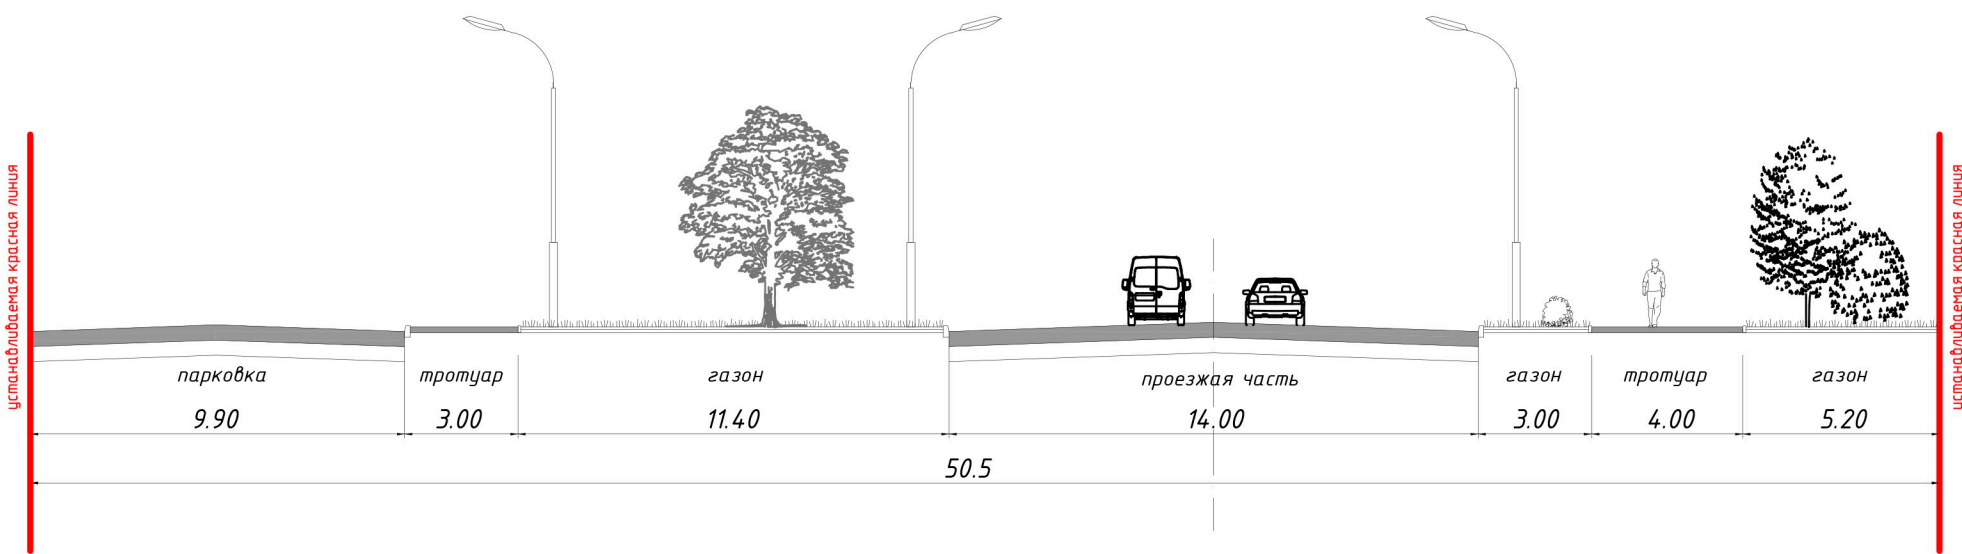 устанавливаемая красная линия
парковка
тротуар
газон
проезжая часть
газон
тротуар
газон
9.90
3.00
11.40
14.00
3.00
4.00
5.20
50.5
устанавливаемая красная линия